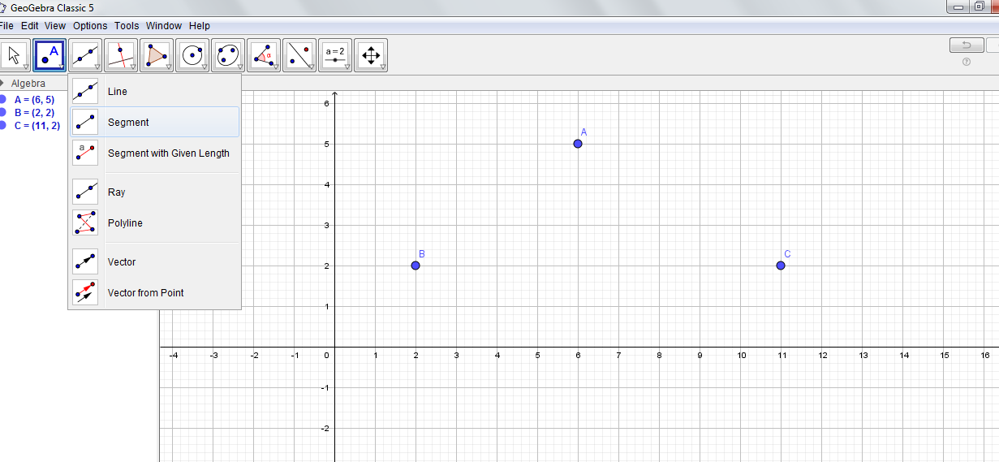 GeoGebra Classic 5
File Edit View Options Tools Window Help
A
α
a=2
Algebra
A = (6, 5)
B = (2, 2)
C = (11, 2)
Line
Segment
a
Segment with Given Length
Ray
Polyline
Vector
Vector from Point
A
B
C
6
5
4
3
2
1
-4 -3 -2 -1 0 1 2 3 4 5 6 7 8 9 10 11 12 13 14 15 16
-1
-2